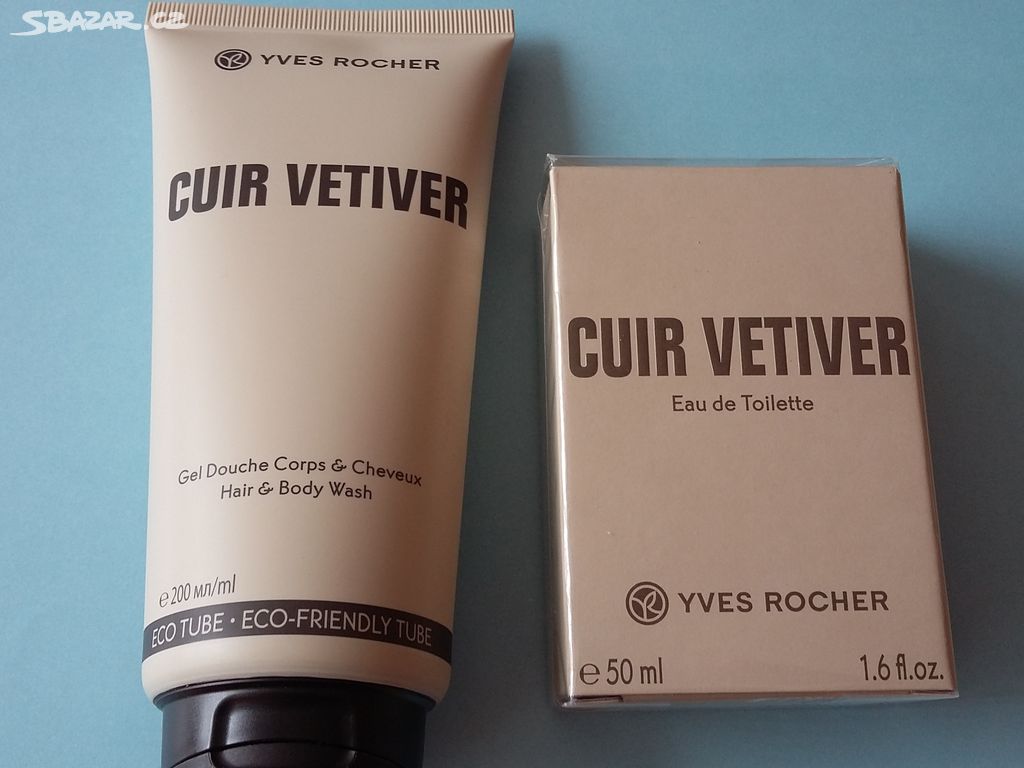 SBAZAR.CZ
YVES ROCHER
CUIR VETIVER
Gel Douche Corps & Cheveux
Hair & Body Wash
e 200 мл/ml
ECO TUBE • ECO-FRIENDLY TUBE
CUIR VETIVER
Eau de Toilette
YVES ROCHER
e 50 ml 1.6 fl.oz.